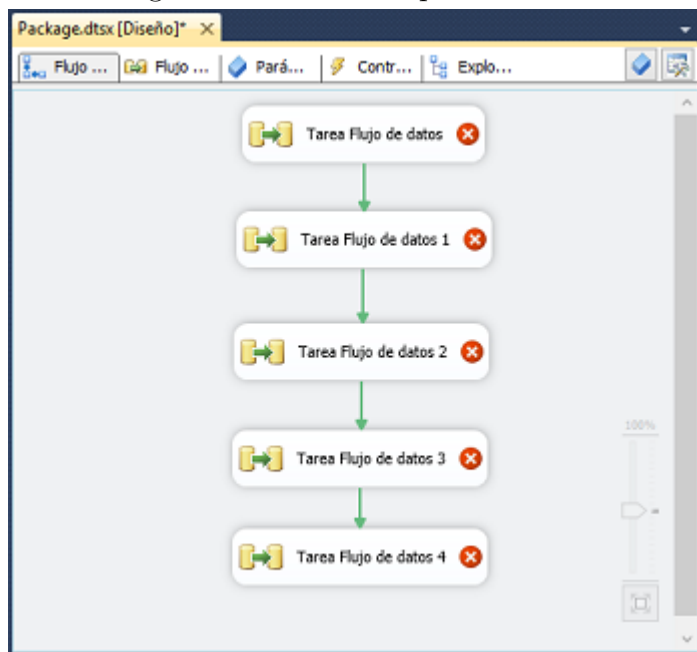 Package.dtsx [Diseño]*
Flujo ... Flujo ... Pará... Contr... Explo...
Tarea Flujo de datos
Tarea Flujo de datos 1
Tarea Flujo de datos 2
100%
Tarea Flujo de datos 3
Tarea Flujo de datos 4